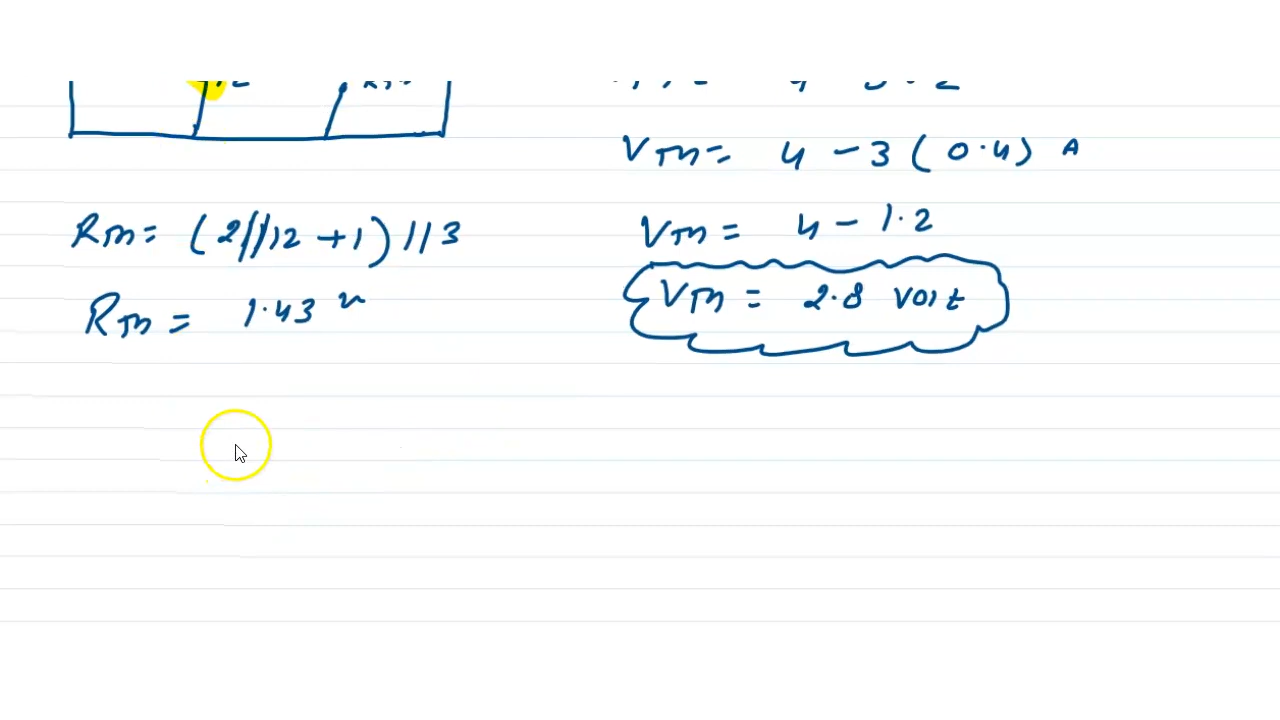 VTh = 4 - 3 (0.4) A
RTh = (2//12 + 1) // 3
VTh = 4 - 1.2
RTh = 1.43
VTh = 2.8 Volt